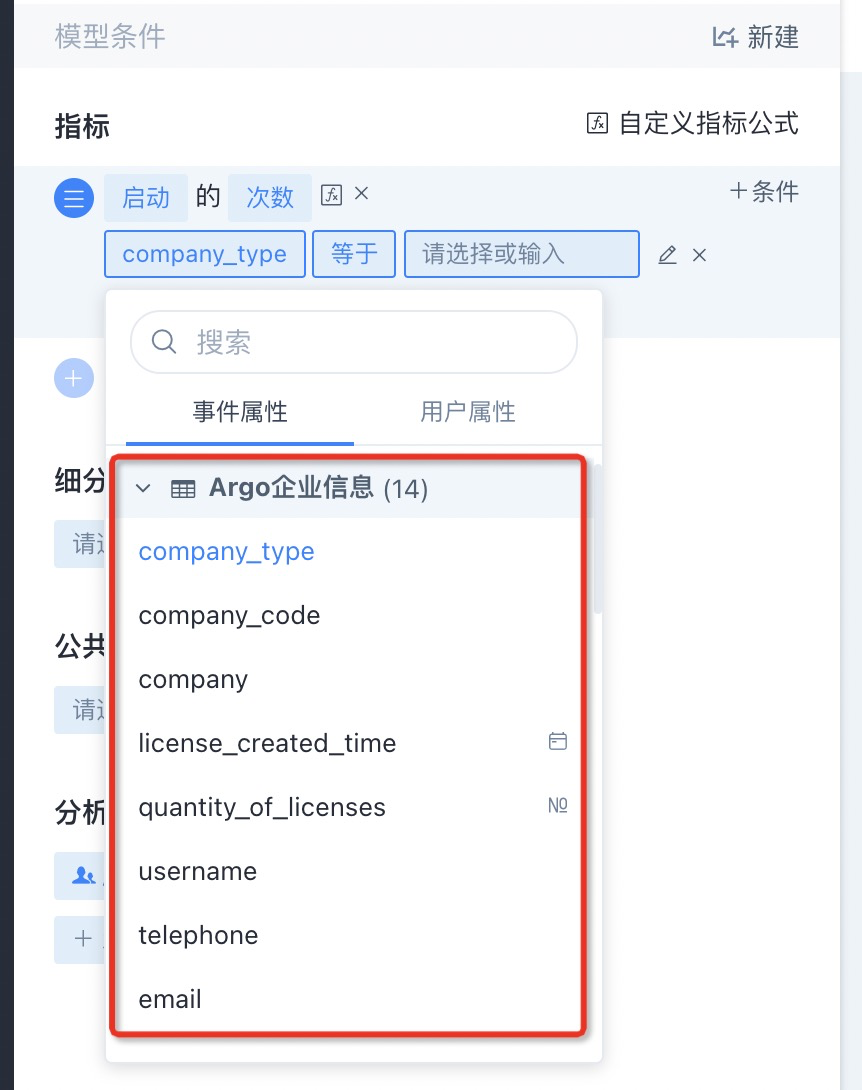 模型条件 新建
指标 自定义指标公式
启动 的 次数 +条件
company_type 等于 请选择或输入
搜索
事件属性 用户属性
细分
Argo企业信息 (14)
company_type
请
company_code
公共
company
请
license_created_time
quantity_of_licenses
分析
username
telephone
email